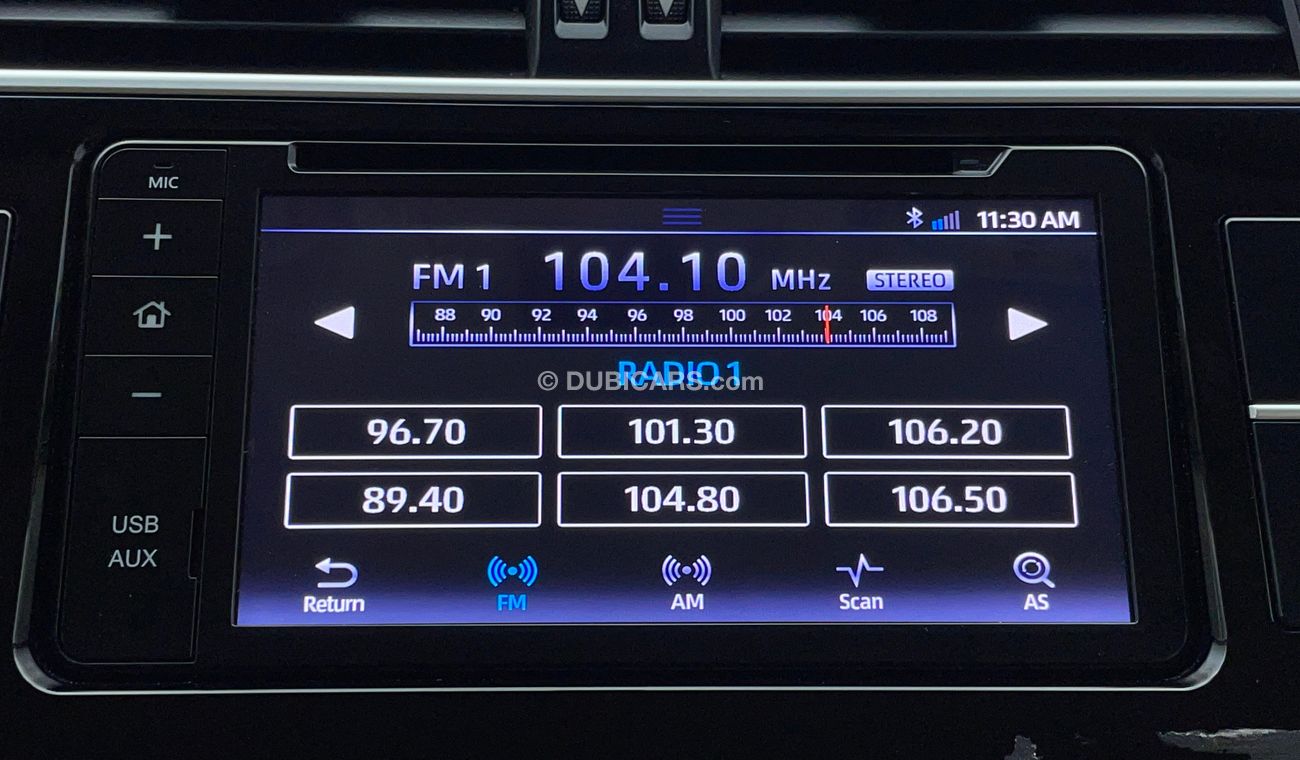 MIC
11:30 AM
FM 1 104.10 MHz STEREO
88 90 92 94 96 98 100 102 104 106 108
RADIO 1
© DUBICARS.com
96.70 101.30 106.20
89.40 104.80 106.50
USB
AUX
Return FM AM Scan AS